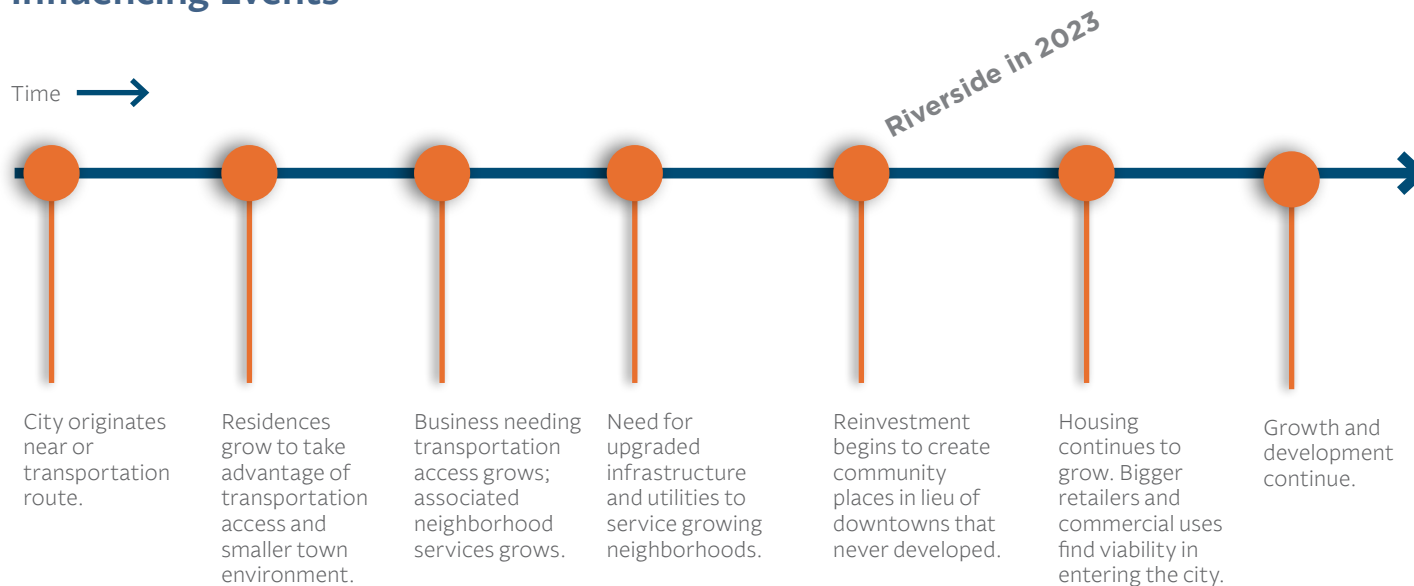 Influencing Events
Riverside in 2023
Time
City originates
near or
transportation
route.
Residences
grow to take
advantage of
transportation
access and
smaller town
environment.
Business needing
transportation
access grows;
associated
neighborhood
services grows.
Need for
upgraded
infrastructure
and utilities to
service growing
neighborhoods.
Reinvestment
begins to create
community
places in lieu of
downtowns that
never developed.
Housing
continues to
grow. Bigger
retailers and
commercial uses
find viability in
entering the city.
Growth and
development
continue.